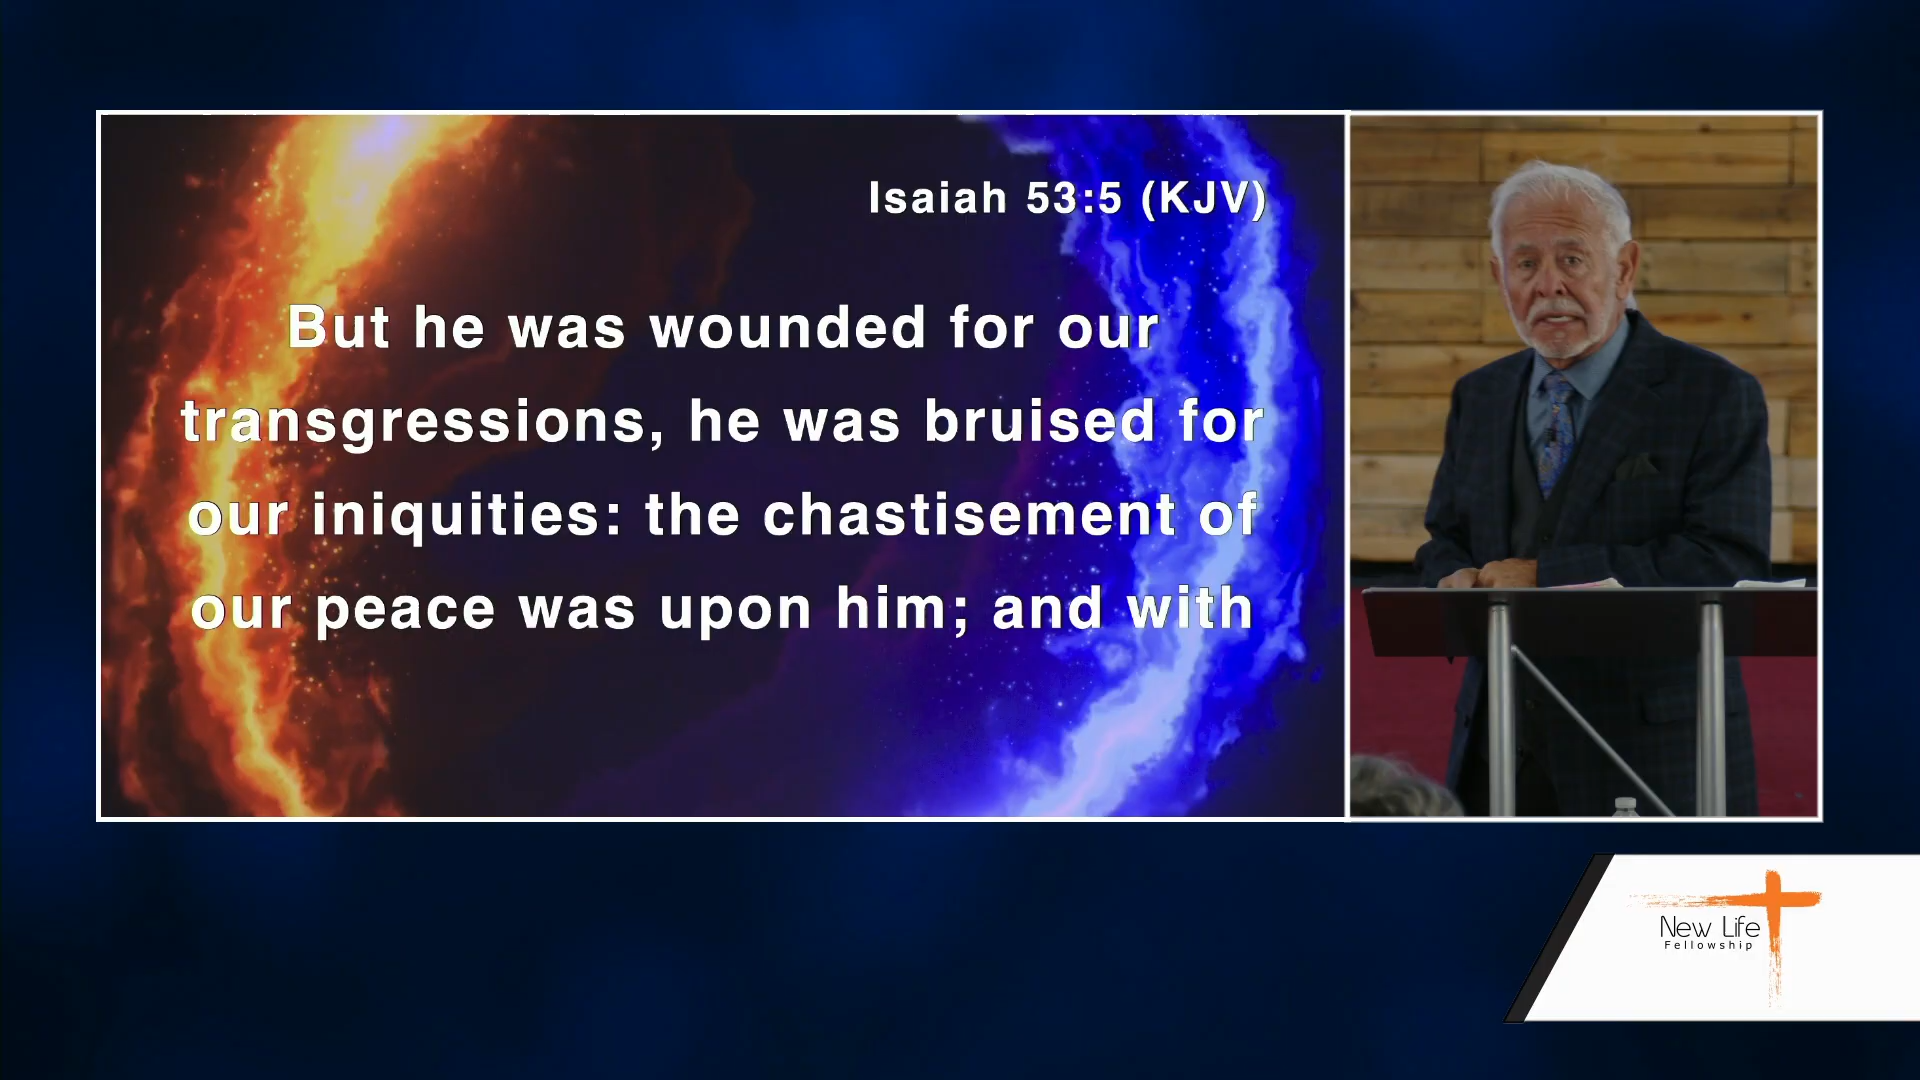 Isaiah 53:5 (KJV)
But he was wounded for our
transgressions, he was bruised for
our iniquities: the chastisement of
our peace was upon him; and with
New Life
Fellowship